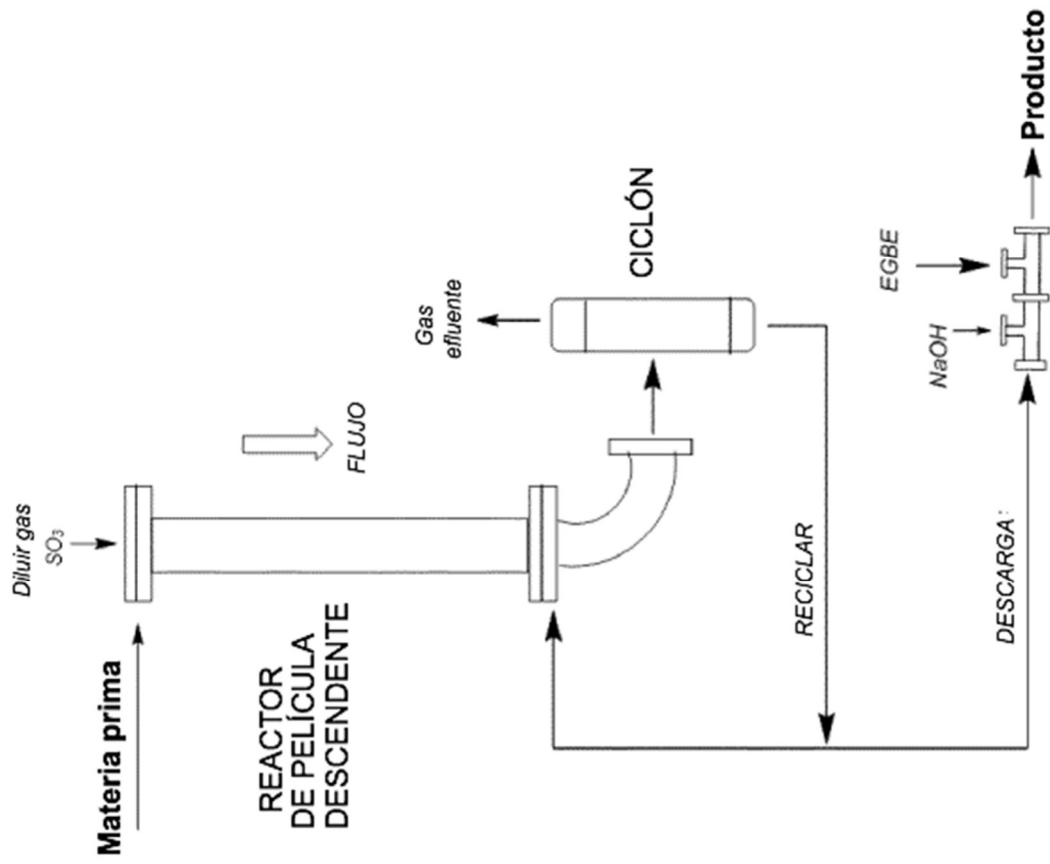 Diluir gas
SO₃
Materia prima
REACTOR
DE PELÍCULA
DESCENDENTE
FLUJO
Gas
efluente
CICLÓN
RECICLAR
DESCARGA:
NaOH
EGBE
Producto